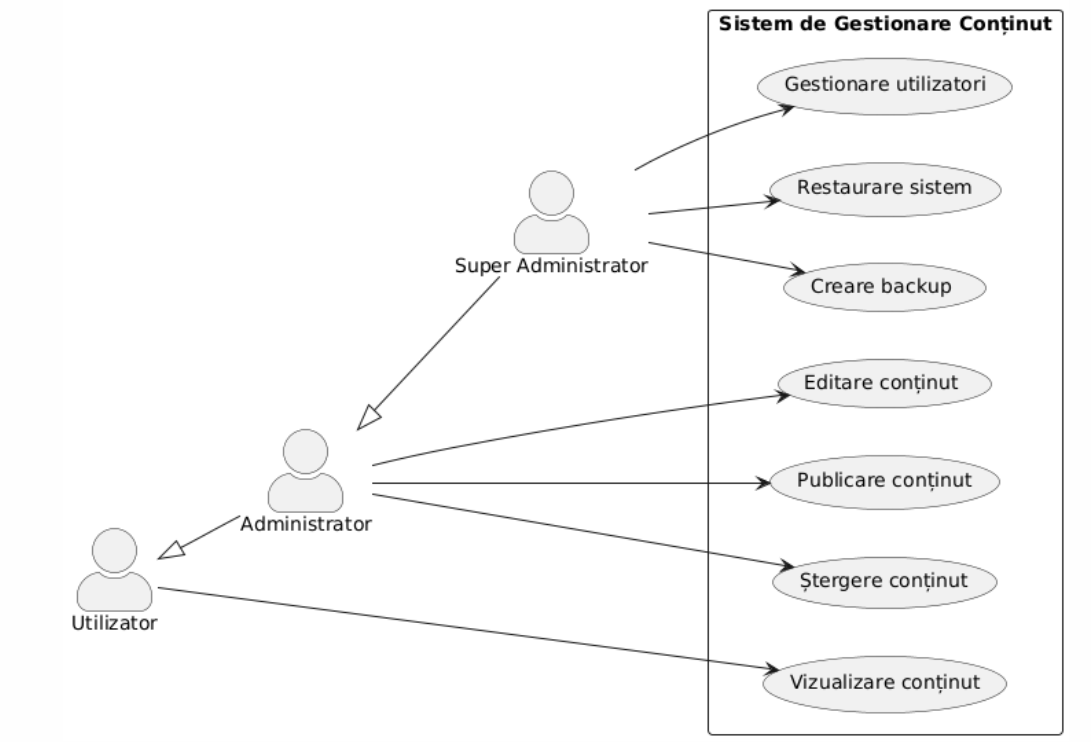 Sistem de Gestionare Conținut
Gestionare utilizatori
Restaurare sistem
Super Administrator
Creare backup
Editare conținut
Publicare conținut
Administrator
Ștergere conținut
Utilizator
Vizualizare conținut